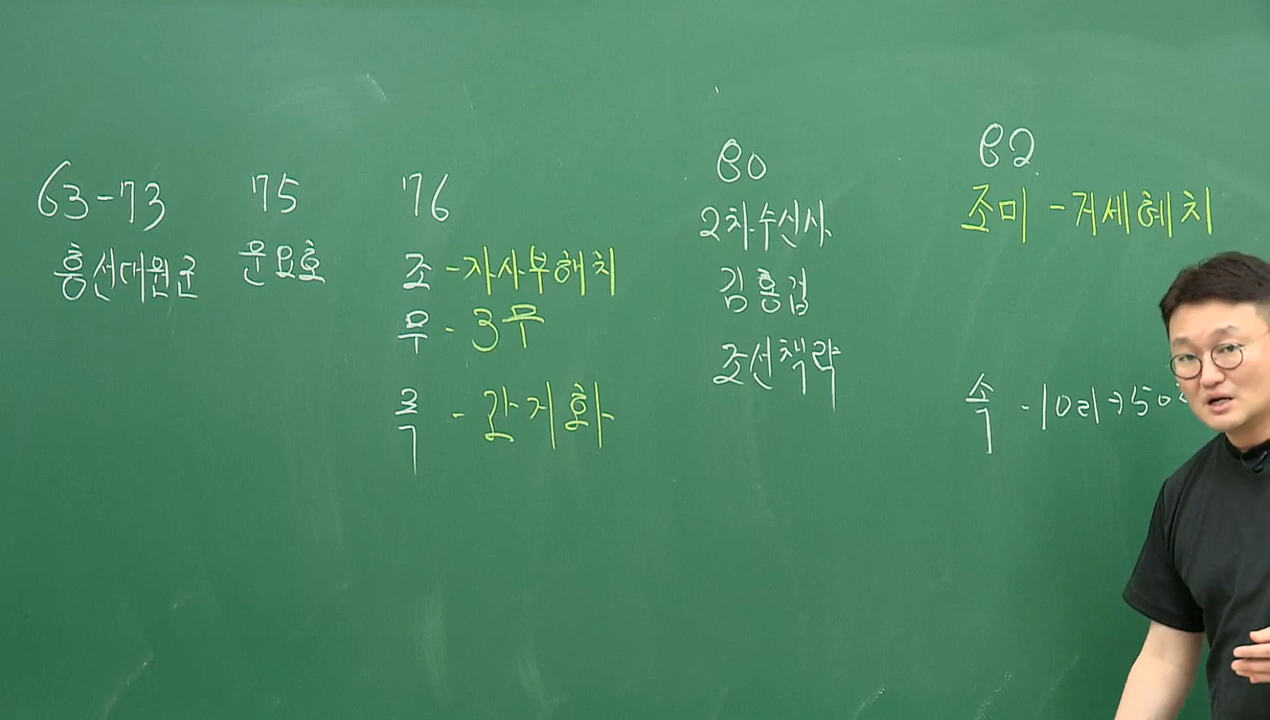 63-73
흥선대원군
75
운요호
76
조 - 자사부해치
무 - 3무
록 - 간거화
80
2차수신사
김홍집
조선책략
82
조미 - 거세혜치
속 - 10리→50